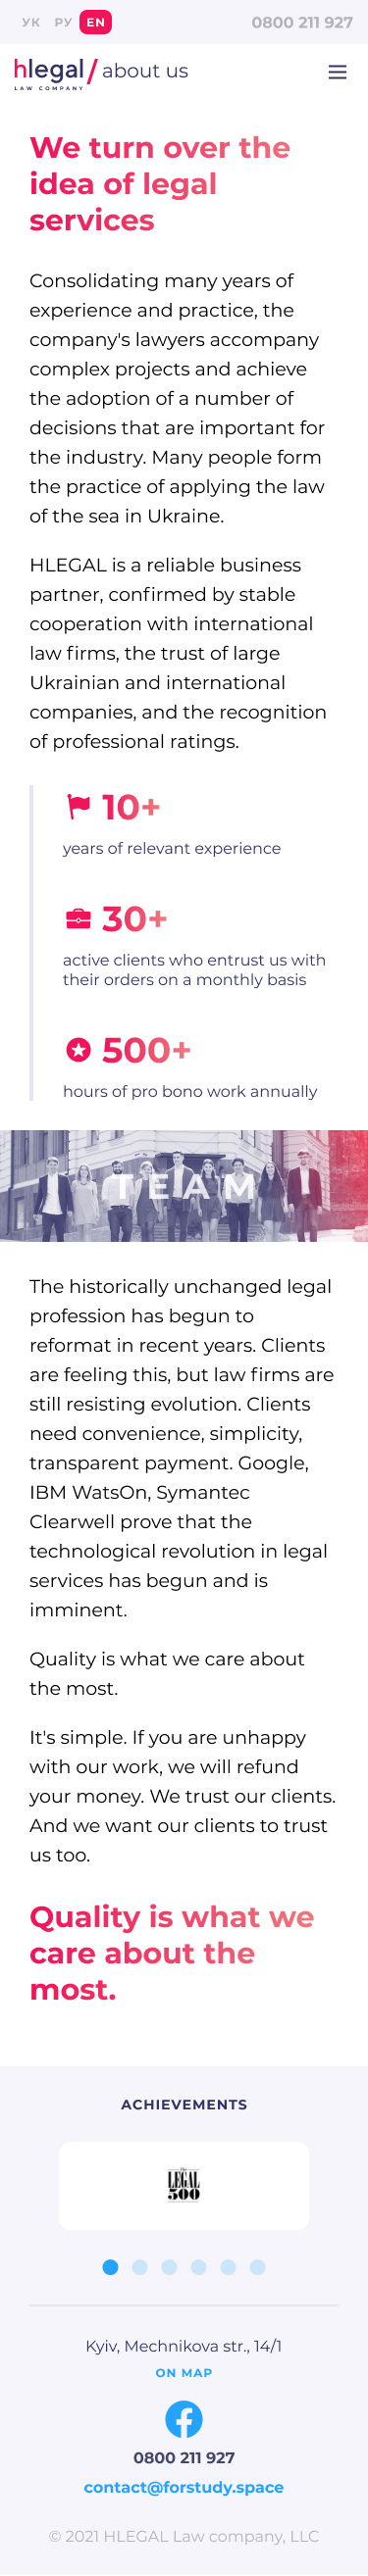 УК РУ EN 0800 211 927
hlegal / about us
LAW COMPANY
We turn over the
idea of legal
services
Consolidating many years of
experience and practice, the
company's lawyers accompany
complex projects and achieve
the adoption of a number of
decisions that are important for
the industry. Many people form
the practice of applying the law
of the sea in Ukraine.
HLEGAL is a reliable business
partner, confirmed by stable
cooperation with international
law firms, the trust of large
Ukrainian and international
companies, and the recognition
of professional ratings.
10+
years of relevant experience
30+
active clients who entrust us with
their orders on a monthly basis
500+
hours of pro bono work annually
TEAM
The historically unchanged legal
profession has begun to
reformat in recent years. Clients
are feeling this, but law firms are
still resisting evolution. Clients
need convenience, simplicity,
transparent payment. Google,
IBM WatsOn, Symantec
Clearwell prove that the
technological revolution in legal
services has begun and is
imminent.
Quality is what we care about
the most.
It's simple. If you are unhappy
with our work, we will refund
your money. We trust our clients.
And we want our clients to trust
us too.
Quality is what we
care about the
most.
ACHIEVEMENTS
The
LEGAL
500
Kyiv, Mechnikova str., 14/1
ON MAP
0800 211 927
contact@forstudy.space
© 2021 HLEGAL Law company, LLC